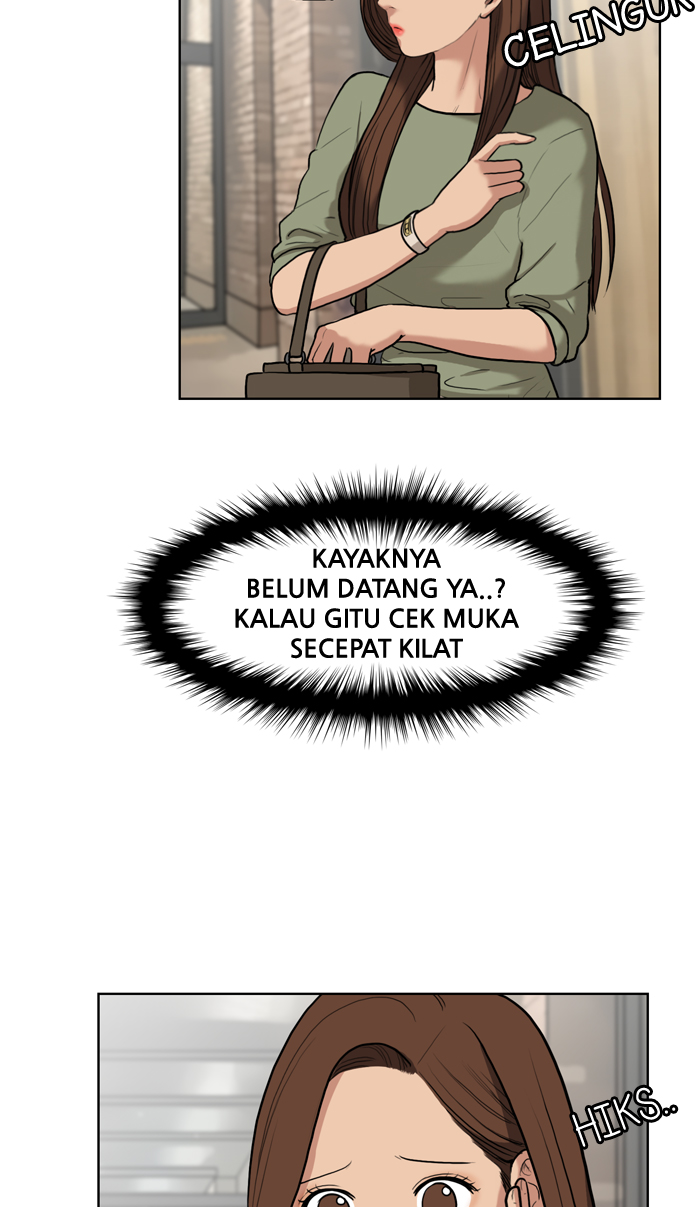 CELINGUK
KAYAKNYA
BELUM DATANG YA..?
KALAU GITU CEK MUKA
SECEPAT KILAT
HIKS..